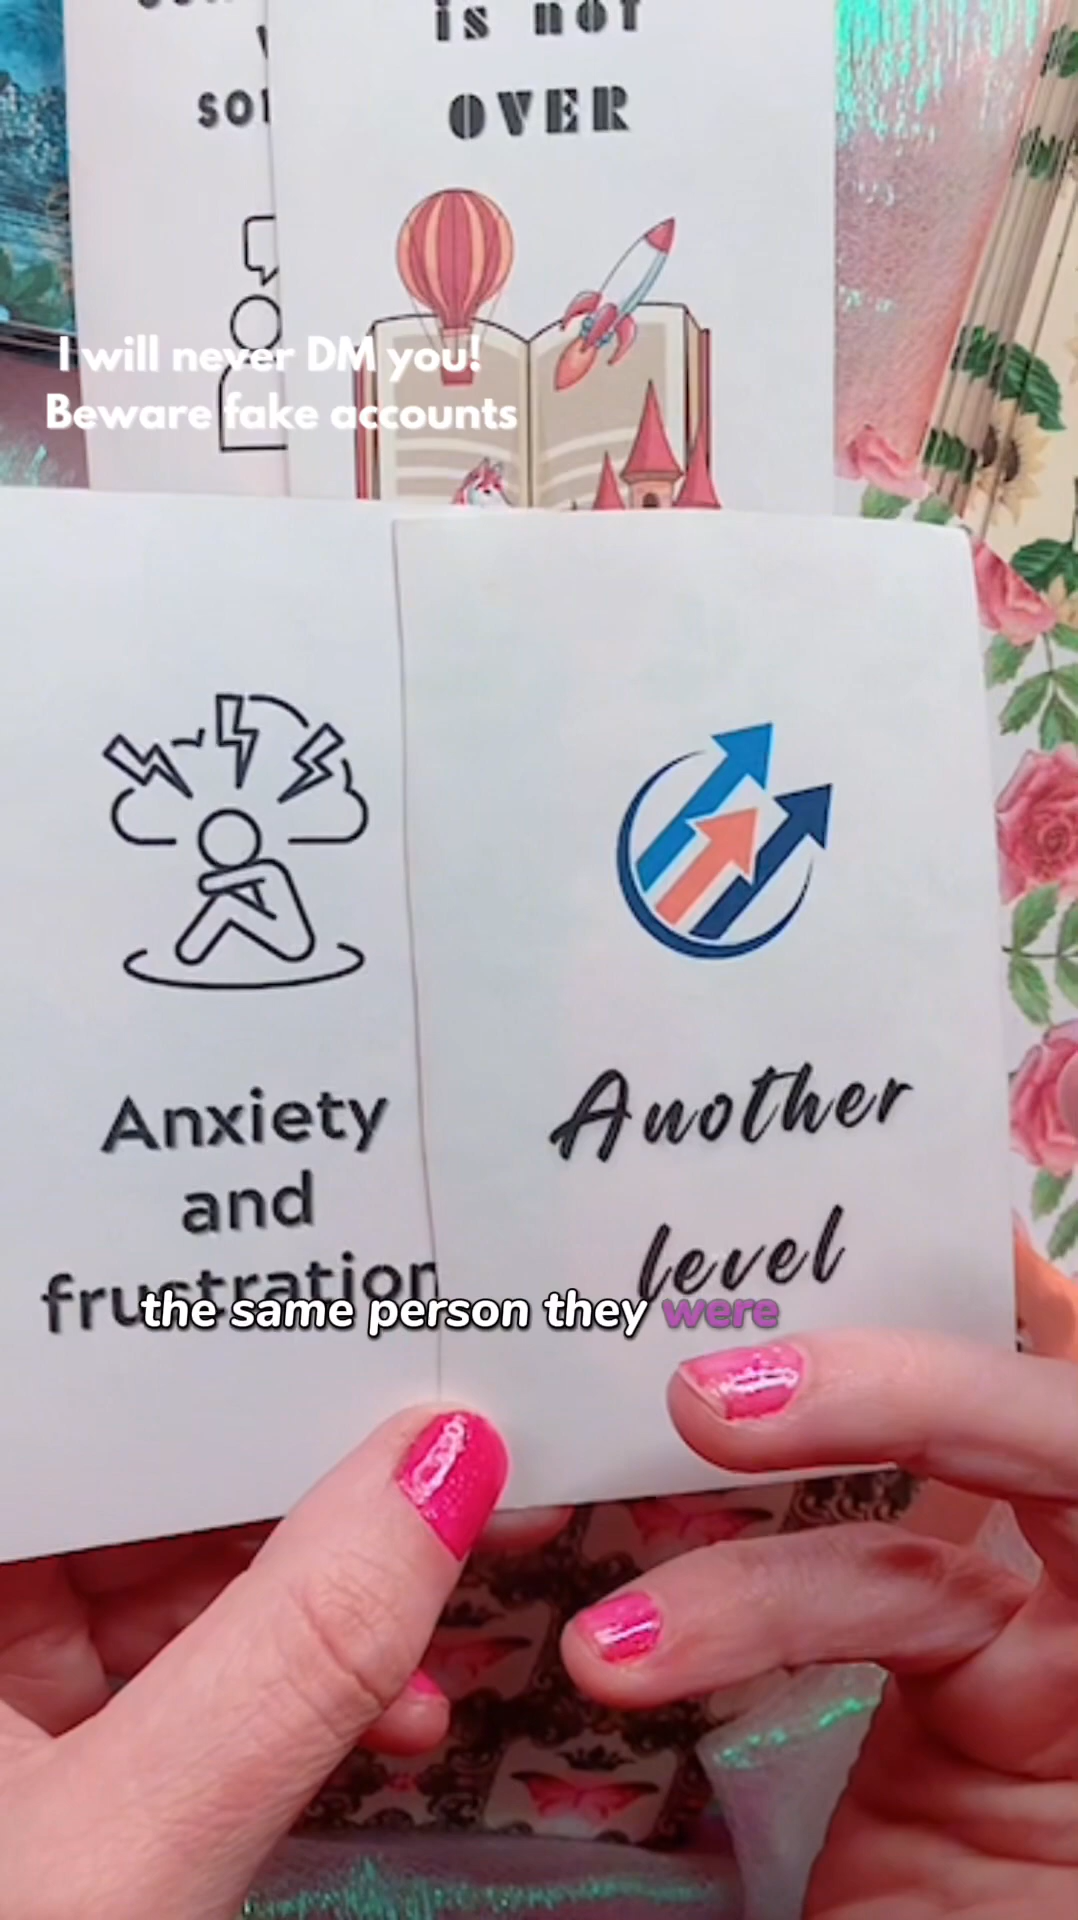 is not
OVER
I will never DM you!
Beware fake accounts
Anxiety
and
frustration
Another
level
the same person they were